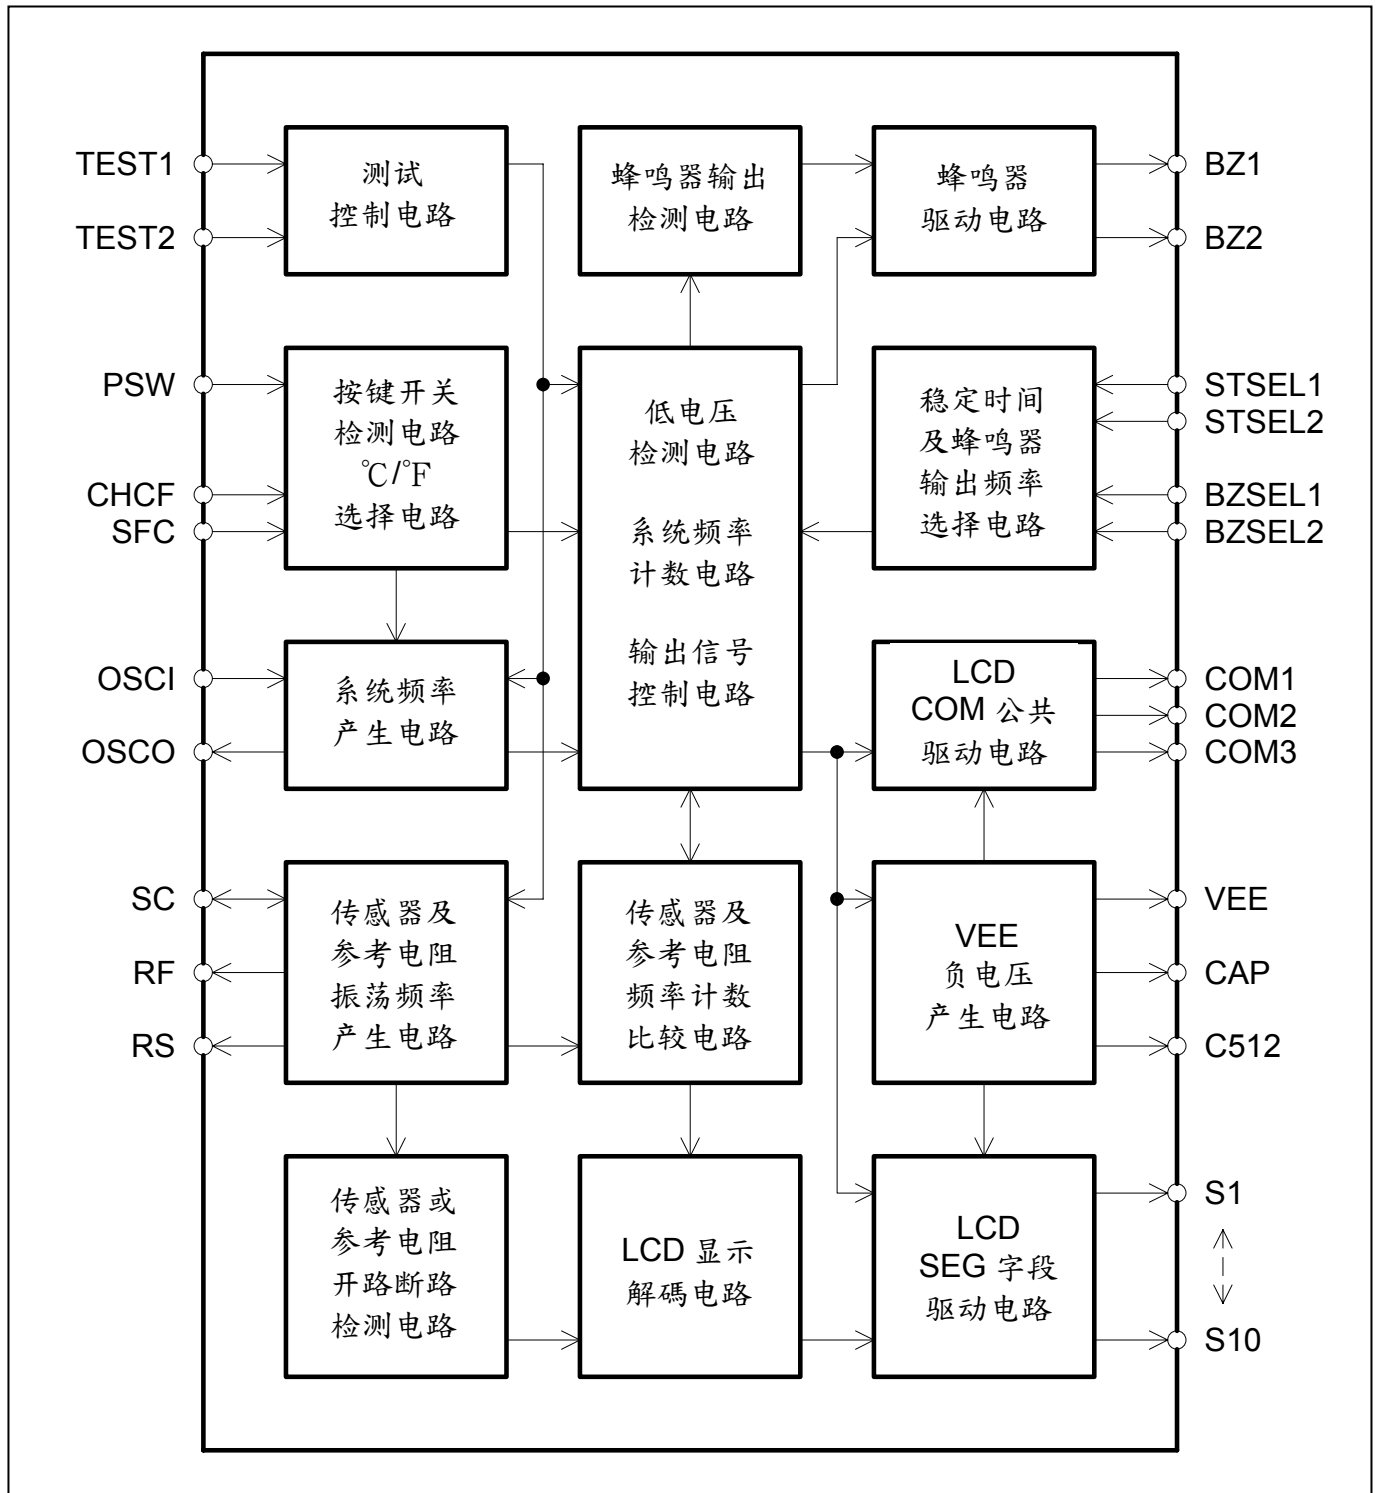 TEST1
TEST2
测试
控制电路
蜂鸣器输出
检测电路
蜂鸣器
驱动电路
BZ1
BZ2
PSW
CHCF
SFC
按键开关
检测电路
℃/℉
选择电路
低电压
检测电路
系统频率
计数电路
输出信号
控制电路
稳定时间
及蜂鸣器
输出频率
选择电路
STSEL1
STSEL2
BZSEL1
BZSEL2
OSCI
OSCO
系统频率
产生电路
LCD
COM 公共
驱动电路
COM1
COM2
COM3
SC
RF
RS
传感器及
参考电阻
振荡频率
产生电路
传感器及
参考电阻
频率计数
比较电路
VEE
负电压
产生电路
VEE
CAP
C512
传感器或
参考电阻
开路断路
检测电路
LCD 显示
解碼电路
LCD
SEG 字段
驱动电路
S1
S10